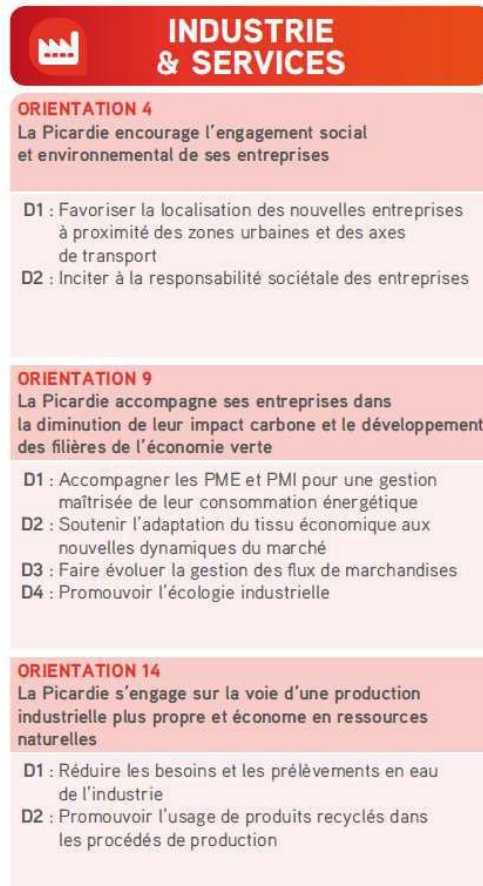 INDUSTRIE
& SERVICES
ORIENTATION 4
La Picardie encourage l'engagement social
et environnemental de ses entreprises
D1 : Favoriser la localisation des nouvelles entreprises
à proximité des zones urbaines et des axes
de transport
D2 : Inciter à la responsabilité sociétale des entreprises
ORIENTATION 9
La Picardie accompagne ses entreprises dans
la diminution de leur impact carbone et le développement
des filières de l'économie verte
D1 : Accompagner les PME et PMI pour une gestion
maîtrisée de leur consommation énergétique
D2 : Soutenir l'adaptation du tissu économique aux
nouvelles dynamiques du marché
D3 : Faire évoluer la gestion des flux de marchandises
D4 : Promouvoir l'écologie industrielle
ORIENTATION 14
La Picardie s'engage sur la voie d'une production
industrielle plus propre et économe en ressources
naturelles
D1 : Réduire les besoins et les prélèvements en eau
de l'industrie
D2 : Promouvoir l'usage de produits recyclés dans
les procédés de production